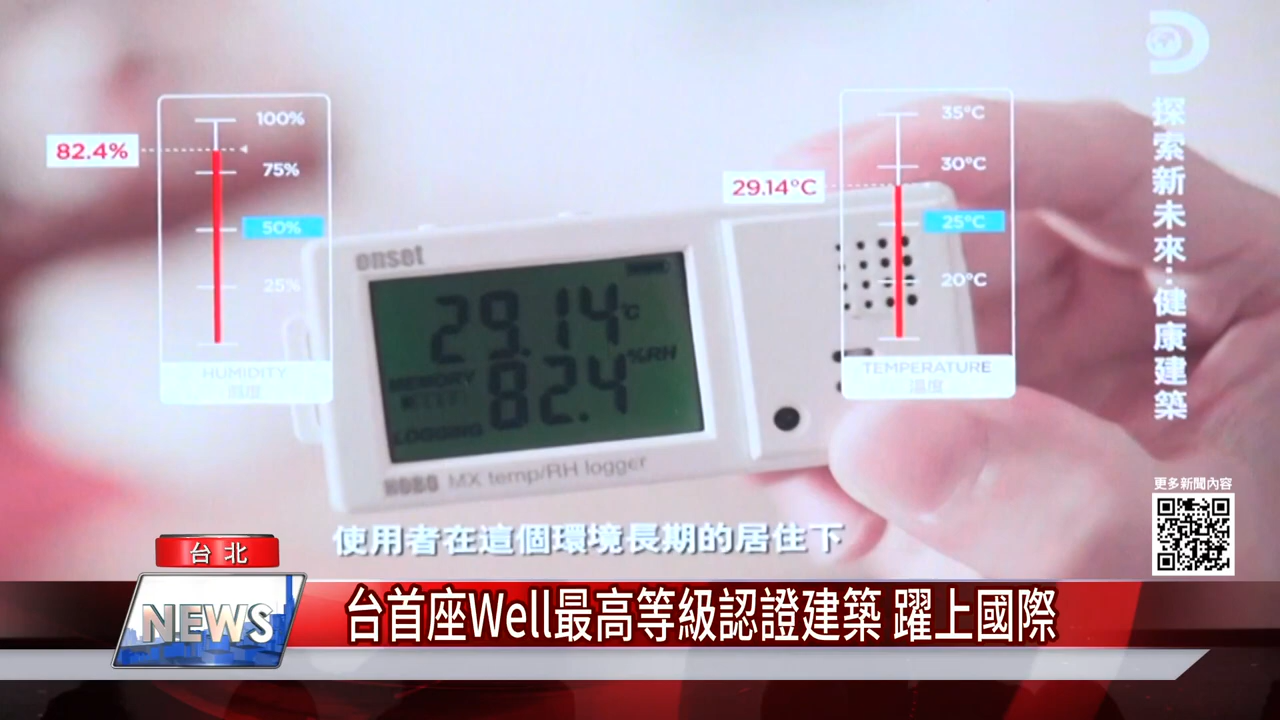 100%
82.4%
75%
50%
25%
HUMIDITY
濕度
35°C
30°C
29.14°C
25°C
20°C
TEMPERATURE
溫度
探索新未來:健康建築
onset
29.14°C
%RH
MEMORY
82.4
LOGGING
HOBO MX temp/RH logger
更多新聞內容
使用者在這個環境長期的居住下
台北
NEWS
台首座Well最高等級認證建築 躍上國際